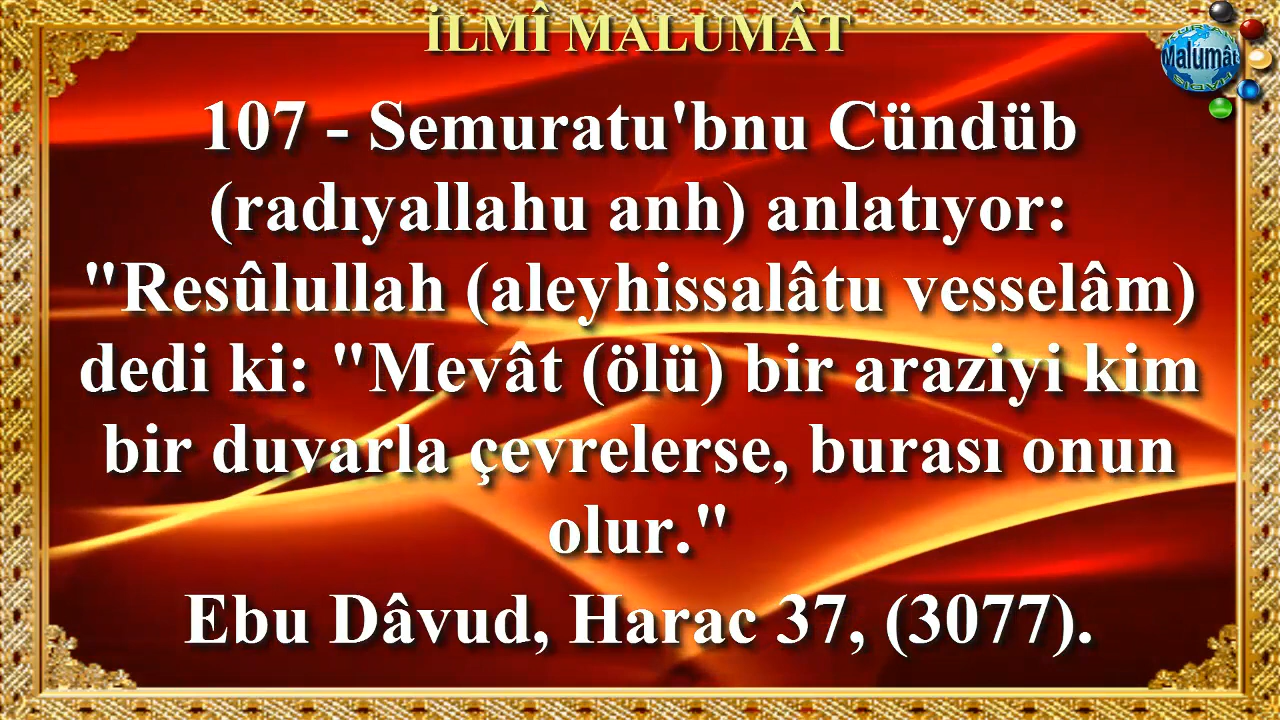 İLMÎ MALUMÂT
Malumât
107 - Semuratu'bnu Cündüb
(radıyallahu anh) anlatıyor:
"Resûlullah (aleyhissalâtu vesselâm)
dedi ki: "Mevât (ölü) bir araziyi kim
bir duvarla çevrelerse, burası onun
olur."
Ebu Dâvud, Harac 37, (3077).